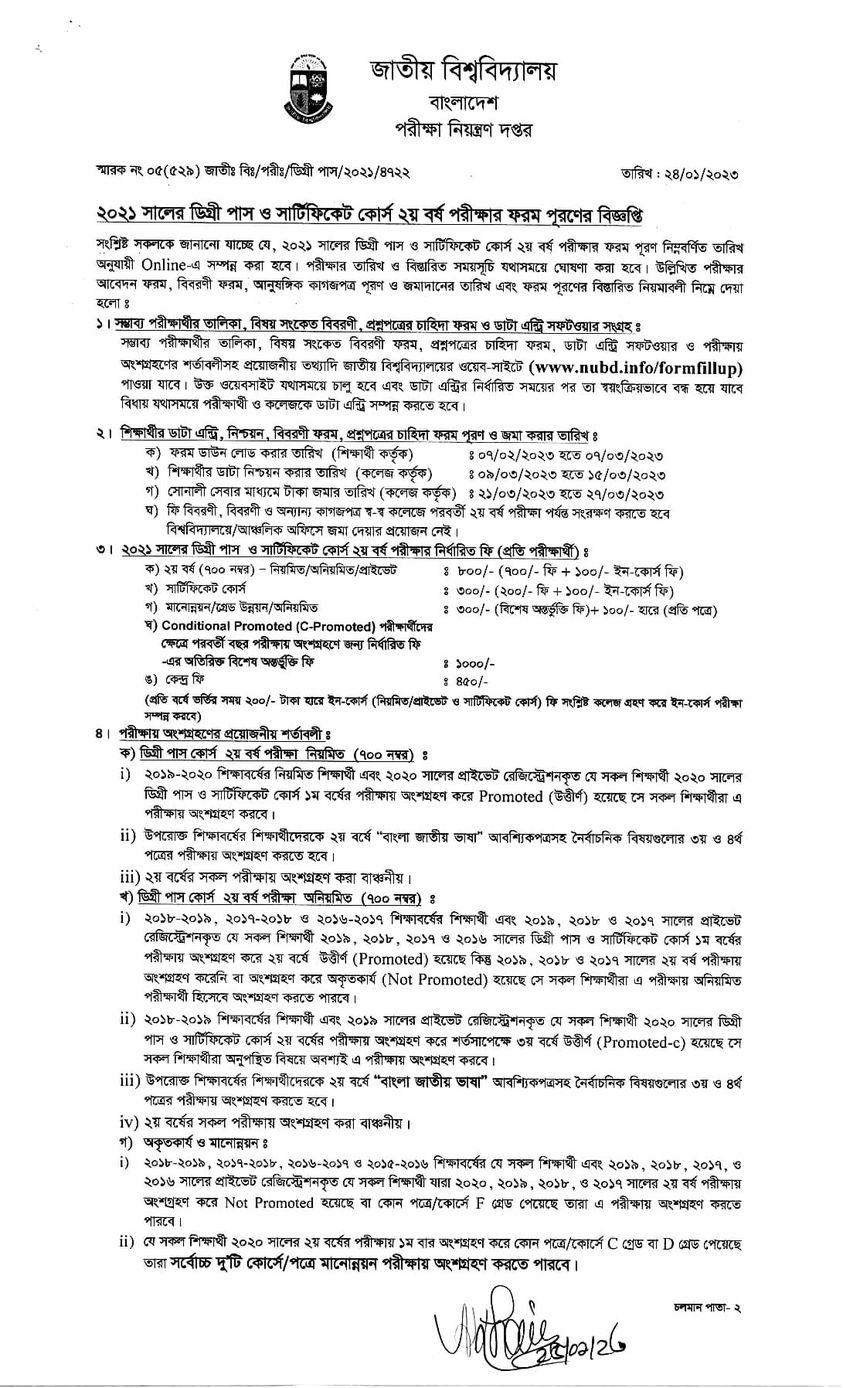 জাতীয় বিশ্ববিদ্যালয়
বাংলাদেশ
পরীক্ষা নিয়ন্ত্রণ দপ্তর
স্মারক নং ০৫(৫২৯) জাতীঃ বিঃ/পরীঃ/ডিগ্রী পাস/২০২১/৪৭২২ তারিখ : ২৪/০১/২০২৩
২০২১ সালের ডিগ্রী পাস ও সার্টিফিকেট কোর্স ২য় বর্ষ পরীক্ষার ফরম পূরণের বিজ্ঞপ্তি
সংশ্লিষ্ট সকলকে জানানো যাচ্ছে যে, ২০২১ সালের ডিগ্রী পাস ও সার্টিফিকেট কোর্স ২য় বর্ষ পরীক্ষার ফরম পূরণ নিম্নবর্ণিত তারিখ
অনুযায়ী Online-এ সম্পন্ন করা হবে। পরীক্ষার তারিখ ও বিস্তারিত সময়সূচি যথাসময়ে ঘোষণা করা হবে। উল্লিখিত পরীক্ষার
আবেদন ফরম, বিবরণী ফরম, আনুষঙ্গিক কাগজপত্র পূরণ ও জমাদানের তারিখ এবং ফরম পূরণের বিস্তারিত নিয়মাবলী নিম্নে দেয়া
হলো ঃ
১। সম্ভাব্য পরীক্ষার্থীর তালিকা, বিষয় সংকেত বিবরণী, প্রশ্নপত্রের চাহিদা ফরম ও ডাটা এন্ট্রি সফটওয়ার সংগ্রহ ঃ
সম্ভাব্য পরীক্ষার্থীর তালিকা, বিষয় সংকেত বিবরণী ফরম, প্রশ্নপত্রের চাহিদা ফরম, ডাটা এন্ট্রি সফটওয়ার ও পরীক্ষায়
অংশগ্রহণের শর্তাবলীসহ প্রয়োজনীয় তথ্যাদি জাতীয় বিশ্ববিদ্যালয়ের ওয়েব-সাইটে (www.nubd.info/formfillup)
পাওয়া যাবে। উক্ত ওয়েবসাইট যথাসময়ে চালু হবে এবং ডাটা এন্ট্রির নির্ধারিত সময়ের পর তা স্বয়ংক্রিয়ভাবে বন্ধ হয়ে যাবে
বিধায় যথাসময়ে পরীক্ষার্থী ও কলেজকে ডাটা এন্ট্রি সম্পন্ন করতে হবে।
২। শিক্ষার্থীর ডাটা এন্ট্রি, নিশ্চয়ন, বিবরণী ফরম, প্রশ্নপত্রের চাহিদা ফরম পূরণ ও জমা করার তারিখ ঃ
ক) ফরম ডাউন লোড করার তারিখ (শিক্ষার্থী কর্তৃক) ঃ ০৭/০২/২০২৩ হতে ০৭/০৩/২০২৩
খ) শিক্ষার্থীর ডাটা নিশ্চয়ন করার তারিখ (কলেজ কর্তৃক) ঃ ০৯/০৩/২০২৩ হতে ১৫/০৩/২০২৩
গ) সোনালী সেবার মাধ্যমে টাকা জমার তারিখ (কলেজ কর্তৃক) ঃ ২১/০৩/২০২৩ হতে ২৭/০৩/২০২৩
ঘ) ফি বিবরণী, বিবরণী ও অন্যান্য কাগজপত্র স্ব-স্ব কলেজে পরবর্তী ২য় বর্ষ পরীক্ষা পর্যন্ত সংরক্ষণ করতে হবে
বিশ্ববিদ্যালয়ে/আঞ্চলিক অফিসে জমা দেয়ার প্রয়োজন নেই।
৩। ২০২১ সালের ডিগ্রী পাস ও সার্টিফিকেট কোর্স ২য় বর্ষ পরীক্ষার নির্ধারিত ফি (প্রতি পরীক্ষার্থী) ঃ
ক) ২য় বর্ষ (৭০০ নম্বর) – নিয়মিত/অনিয়মিত/প্রাইভেট ঃ ৮০০/- (৭০০/- ফি + ১০০/- ইন-কোর্স ফি)
খ) সার্টিফিকেট কোর্স ঃ ৩০০/- (২০০/- ফি + ১০০/- ইন-কোর্স ফি)
গ) মানোন্নয়ন/গ্রেড উন্নয়ন/অনিয়মিত ঃ ৩০০/- (বিশেষ অন্তর্ভুক্তি ফি)+ ১০০/- হারে (প্রতি পত্রে)
ঘ) Conditional Promoted (C-Promoted) পরীক্ষার্থীদের
ক্ষেত্রে পরবর্তী বছর পরীক্ষায় অংশগ্রহণে জন্য নির্ধারিত ফি
-এর অতিরিক্ত বিশেষ অন্তর্ভুক্তি ফি ঃ ১০০০/-
ঙ) কেন্দ্র ফি ঃ ৪৫০/-
(প্রতি বর্ষে ভর্তির সময় ২০০/- টাকা হারে ইন-কোর্স (নিয়মিত/প্রাইভেট ও সার্টিফিকেট কোর্স) ফি সংশ্লিষ্ট কলেজ গ্রহণ করে ইন-কোর্স পরীক্ষা
সম্পন্ন করবে)
৪। পরীক্ষায় অংশগ্রহণের প্রয়োজনীয় শর্তাবলী ঃ
ক) ডিগ্রী পাস কোর্স ২য় বর্ষ পরীক্ষা নিয়মিত (৭০০ নম্বর) ঃ
i) ২০১৯-২০২০ শিক্ষাবর্ষের নিয়মিত শিক্ষার্থী এবং ২০২০ সালের প্রাইভেট রেজিস্ট্রেশনকৃত যে সকল শিক্ষার্থী ২০২০ সালের
ডিগ্রী পাস ও সার্টিফিকেট কোর্স ১ম বর্ষের পরীক্ষায় অংশগ্রহণ করে Promoted (উত্তীর্ণ) হয়েছে সে সকল শিক্ষার্থীরা এ
পরীক্ষায় অংশগ্রহণ করবে।
ii) উপরোক্ত শিক্ষাবর্ষের শিক্ষার্থীদেরকে ২য় বর্ষে “বাংলা জাতীয় ভাষা” আবশ্যিকপত্রসহ নৈর্বাচনিক বিষয়গুলোর ৩য় ও ৪র্থ
পত্রের পরীক্ষায় অংশগ্রহণ করতে হবে।
iii) ২য় বর্ষের সকল পরীক্ষায় অংশগ্রহণ করা বাঞ্চনীয়।
খ) ডিগ্রী পাস কোর্স ২য় বর্ষ পরীক্ষা অনিয়মিত (৭০০ নম্বর) ঃ
i) ২০১৮-২০১৯, ২০১৭-২০১৮ ও ২০১৬-২০১৭ শিক্ষাবর্ষের শিক্ষার্থী এবং ২০১৯, ২০১৮ ও ২০১৭ সালের প্রাইভেট
রেজিস্ট্রেশনকৃত যে সকল শিক্ষার্থী ২০১৯, ২০১৮, ২০১৭ ও ২০১৬ সালের ডিগ্রী পাস ও সার্টিফিকেট কোর্স ১ম বর্ষের
পরীক্ষায় অংশগ্রহণ করে ২য় বর্ষে উত্তীর্ণ (Promoted) হয়েছে কিন্তু ২০১৯, ২০১৮ ও ২০১৭ সালের ২য় বর্ষ পরীক্ষায়
অংশগ্রহণ করেনি বা অংশগ্রহণ করে অকৃতকার্য (Not Promoted) হয়েছে সে সকল শিক্ষার্থীরা এ পরীক্ষায় অনিয়মিত
পরীক্ষার্থী হিসেবে অংশগ্রহণ করতে পারবে।
ii) ২০১৮-২০১৯ শিক্ষাবর্ষের শিক্ষার্থী এবং ২০১৯ সালের প্রাইভেট রেজিস্ট্রেশনকৃত যে সকল শিক্ষার্থী ২০২০ সালের ডিগ্রী
পাস ও সার্টিফিকেট কোর্স ২য় বর্ষের পরীক্ষায় অংশগ্রহণ করে শর্তসাপেক্ষে ৩য় বর্ষে উত্তীর্ণ (Promoted-c) হয়েছে সে
সকল শিক্ষার্থীরা অনুপস্থিত বিষয়ে অবশ্যই এ পরীক্ষায় অংশগ্রহণ করবে।
iii) উপরোক্ত শিক্ষাবর্ষের শিক্ষার্থীদেরকে ২য় বর্ষে “বাংলা জাতীয় ভাষা” আবশ্যিকপত্রসহ নৈর্বাচনিক বিষয়গুলোর ৩য় ও ৪র্থ
পত্রের পরীক্ষায় অংশগ্রহণ করতে হবে।
iv) ২য় বর্ষের সকল পরীক্ষায় অংশগ্রহণ করা বাঞ্চনীয়।
গ) অকৃতকার্য ও মানোন্নয়ন ঃ
i) ২০১৮-২০১৯, ২০১৭-২০১৮, ২০১৬-২০১৭ ও ২০১৫-২০১৬ শিক্ষাবর্ষের যে সকল শিক্ষার্থী এবং ২০১৯, ২০১৮, ২০১৭, ও
২০১৬ সালের প্রাইভেট রেজিস্ট্রেশনকৃত যে সকল শিক্ষার্থী যারা ২০২০, ২০১৯, ২০১৮, ও ২০১৭ সালের ২য় বর্ষ পরীক্ষায়
অংশগ্রহণ করে Not Promoted হয়েছে বা কোন পত্রে/কোর্সে F গ্রেড পেয়েছে তারা এ পরীক্ষায় অংশগ্রহণ করতে
পারবে।
ii) যে সকল শিক্ষার্থী ২০২০ সালের ২য় বর্ষের পরীক্ষায় ১ম বার অংশগ্রহণ করে কোন পত্রে/কোর্সে C গ্রেড বা D গ্রেড পেয়েছে
তারা সর্বোচ্চ দু’টি কোর্সে/পত্রে মানোন্নয়ন পরীক্ষায় অংশগ্রহণ করতে পারবে।
চলমান পাতা- ২